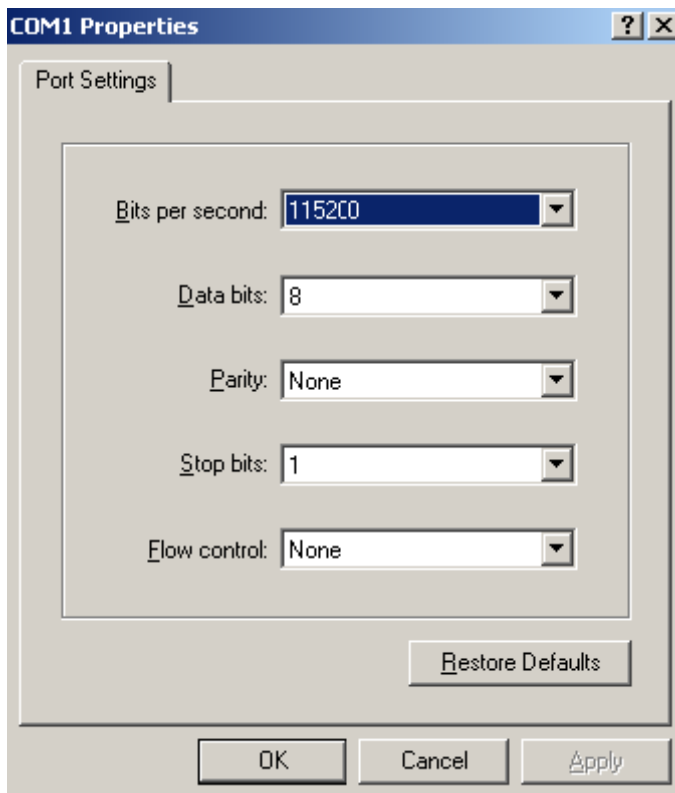 COM1 Properties
Port Settings
Bits per second: 115200
Data bits: 8
Parity: None
Stop bits: 1
Flow control: None
Restore Defaults
OK Cancel Apply